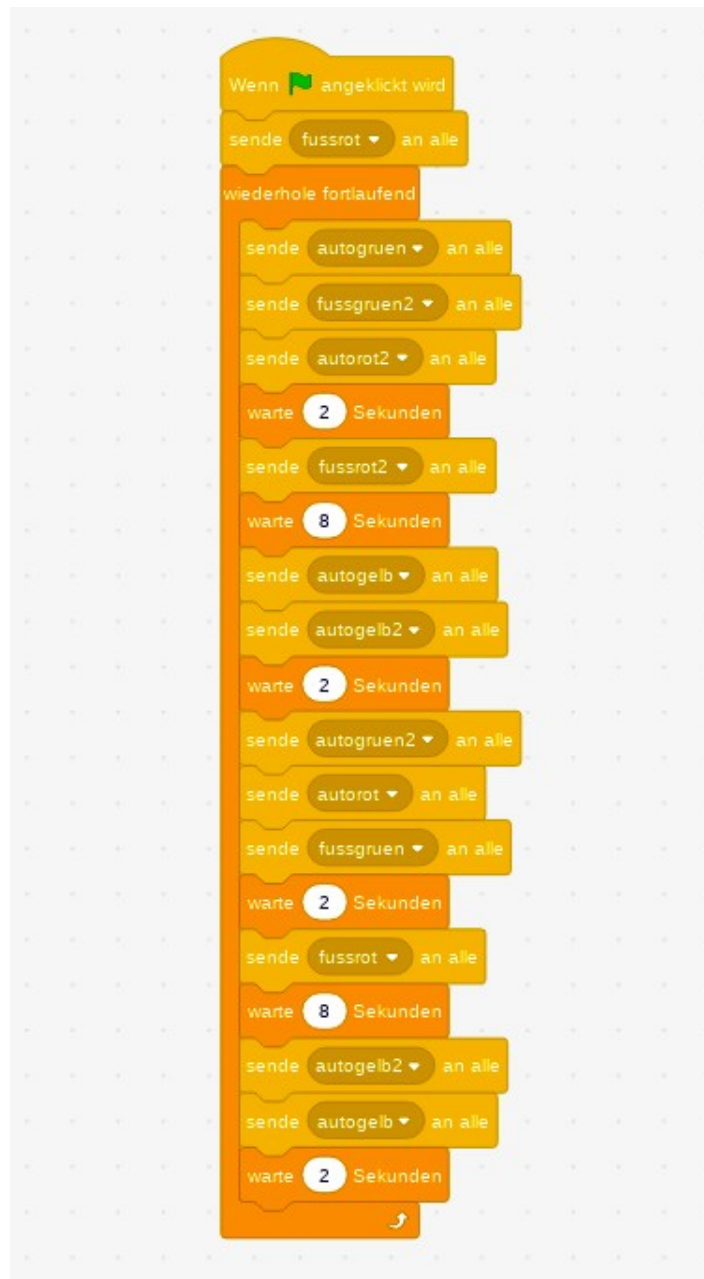 Wenn angeklickt wird
sende fussrot an alle
wiederhole fortlaufend
sende autogruen an alle
sende fussgruen2 an alle
sende autorot2 an alle
warte 2 Sekunden
sende fussrot2 an alle
warte 8 Sekunden
sende autogelb an alle
sende autogelb2 an alle
warte 2 Sekunden
sende autogruen2 an alle
sende autorot an alle
sende fussgruen an alle
warte 2 Sekunden
sende fussrot an alle
warte 8 Sekunden
sende autogelb2 an alle
sende autogelb an alle
warte 2 Sekunden